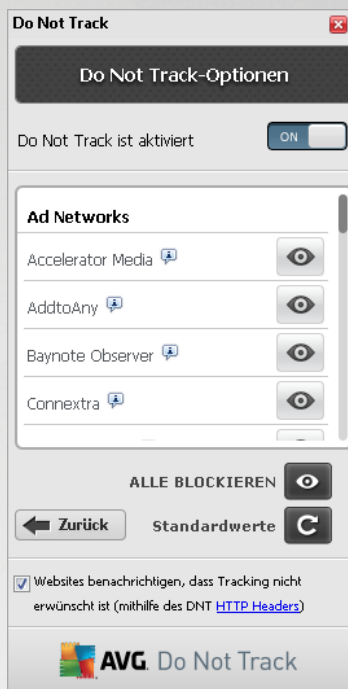 Do Not Track
Do Not Track-Optionen
Do Not Track ist aktiviert
ON
Ad Networks
Accelerator Media
AddtoAny
Baynote Observer
Connextra
ALLE BLOCKIEREN
Zurück
Standardwerte
Websites benachrichtigen, dass Tracking nicht
erwünscht ist (mithilfe des DNT HTTP Headers)
AVG. Do Not Track